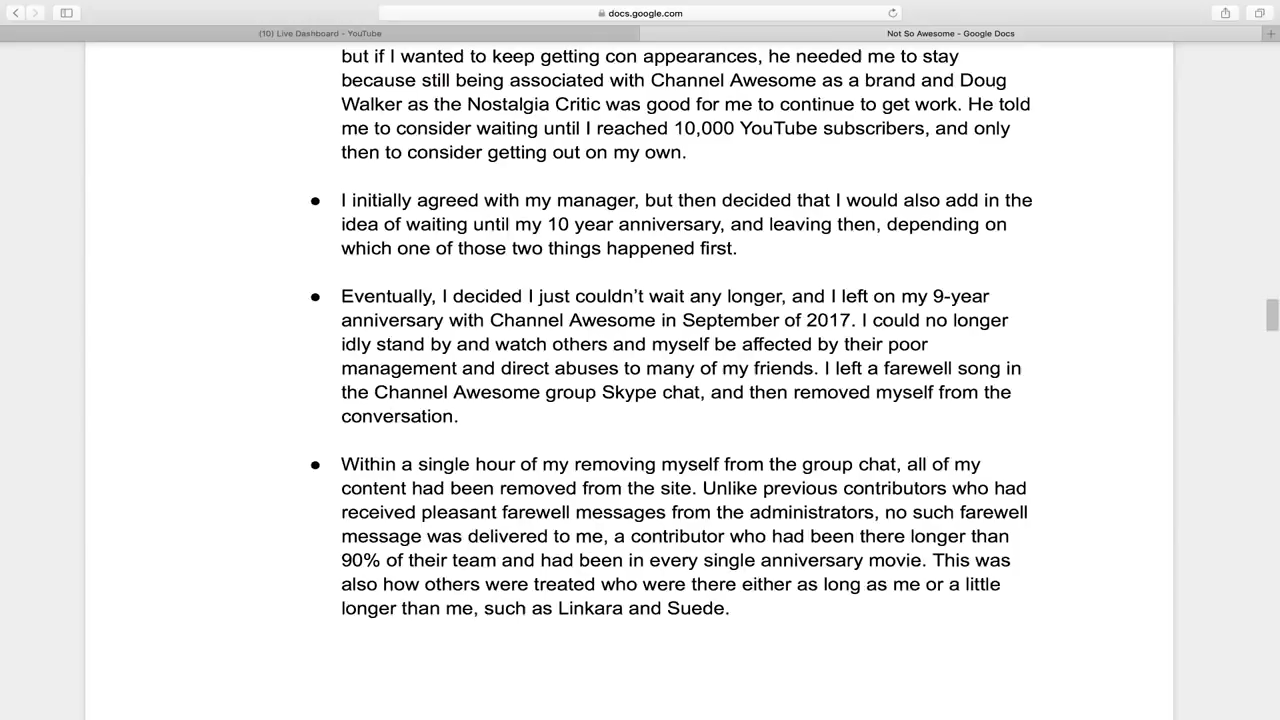 docs.google.com
(10) Live Dashboard - YouTube
Not So Awesome - Google Docs
but if I wanted to keep getting con appearances, he needed me to stay
because still being associated with Channel Awesome as a brand and Doug
Walker as the Nostalgia Critic was good for me to continue to get work. He told
me to consider waiting until I reached 10,000 YouTube subscribers, and only
then to consider getting out on my own.
● I initially agreed with my manager, but then decided that I would also add in the
idea of waiting until my 10 year anniversary, and leaving then, depending on
which one of those two things happened first.
● Eventually, I decided I just couldn’t wait any longer, and I left on my 9-year
anniversary with Channel Awesome in September of 2017. I could no longer
idly stand by and watch others and myself be affected by their poor
management and direct abuses to many of my friends. I left a farewell song in
the Channel Awesome group Skype chat, and then removed myself from the
conversation.
● Within a single hour of my removing myself from the group chat, all of my
content had been removed from the site. Unlike previous contributors who had
received pleasant farewell messages from the administrators, no such farewell
message was delivered to me, a contributor who had been there longer than
90% of their team and had been in every single anniversary movie. This was
also how others were treated who were there either as long as me or a little
longer than me, such as Linkara and Suede.